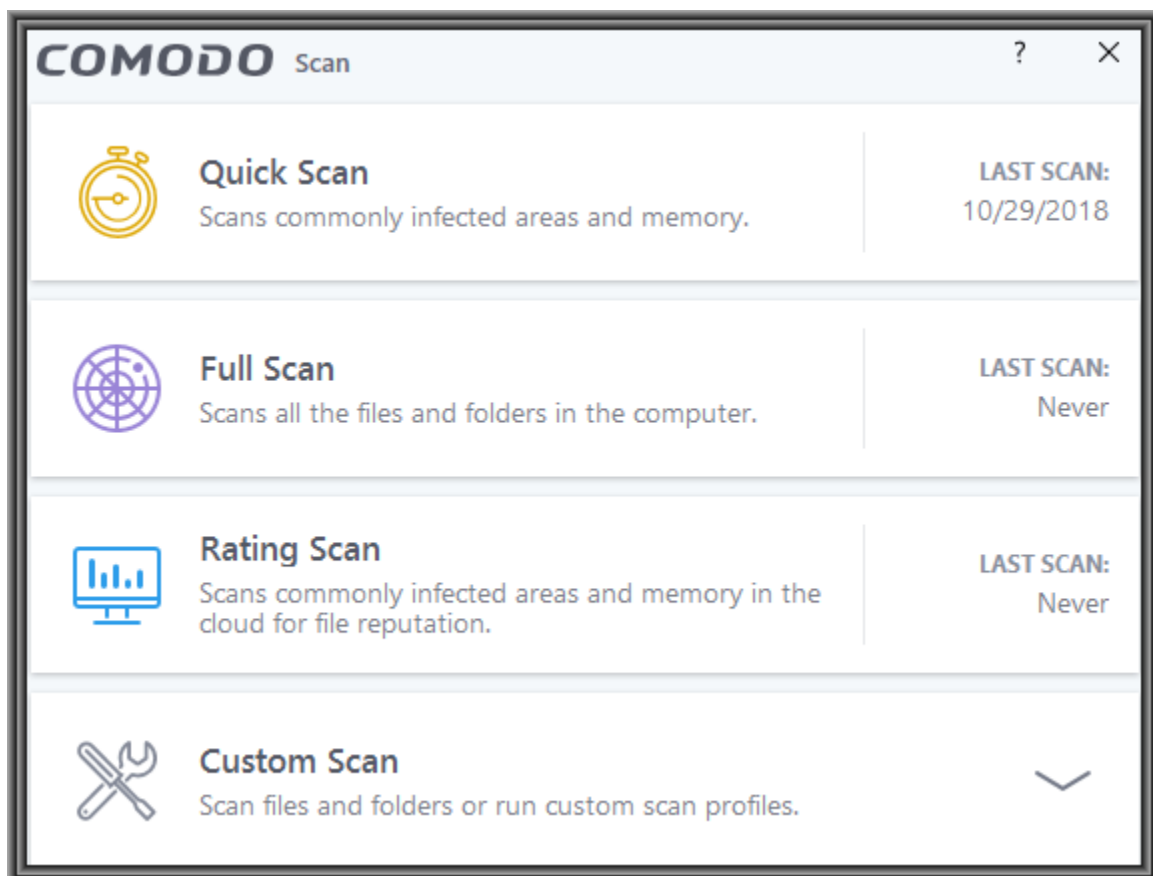 COMODO Scan ? X
Quick Scan
Scans commonly infected areas and memory.
LAST SCAN:
10/29/2018
Full Scan
Scans all the files and folders in the computer.
LAST SCAN:
Never
Rating Scan
Scans commonly infected areas and memory in the
cloud for file reputation.
LAST SCAN:
Never
Custom Scan
Scan files and folders or run custom scan profiles.